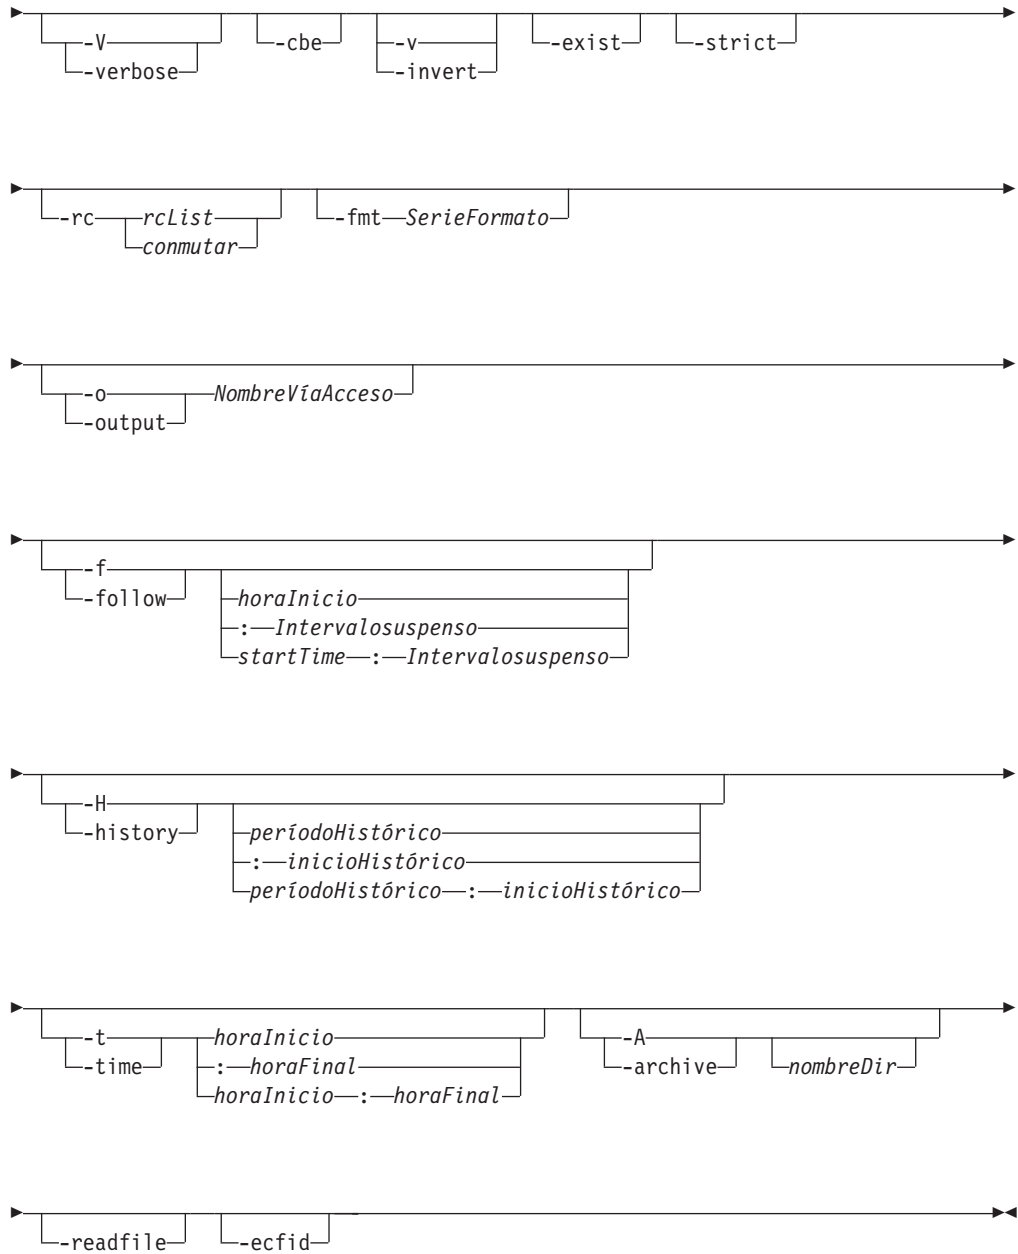 -V -cbe -v -exist -strict
-verbose -invert
-rc rcList -fmt SerieFormato
conmutar
-o NombreVíaAcceso
-output
-f
-follow horaInicio
: Intervalosuspenso
startTime : Intervalosuspenso
-H
-history períodoHistórico
: inicioHistórico
períodoHistórico : inicioHistórico
-t horaInicio -A
-time : horaFinal -archive nombreDir
horaInicio : horaFinal
-readfile -ecfid